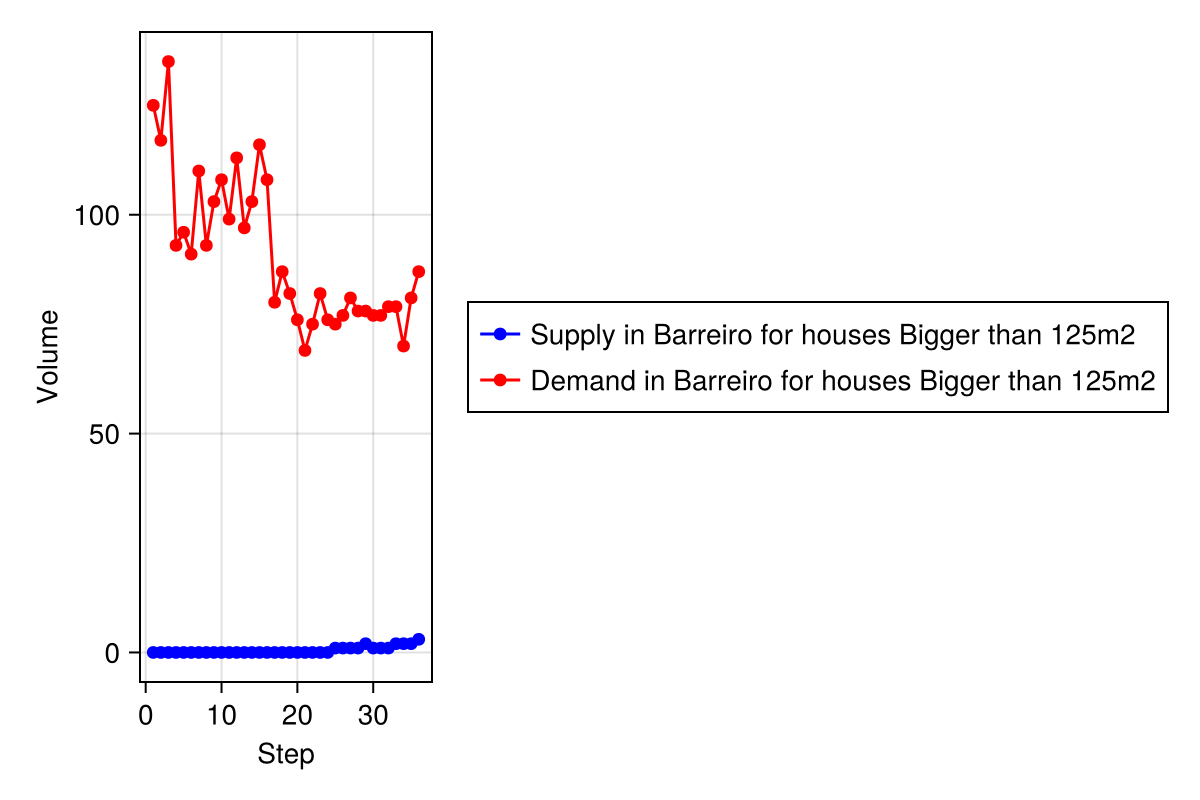 Volume
100
50
0
0 10 20 30
Step
Supply in Barreiro for houses Bigger than 125m2
Demand in Barreiro for houses Bigger than 125m2